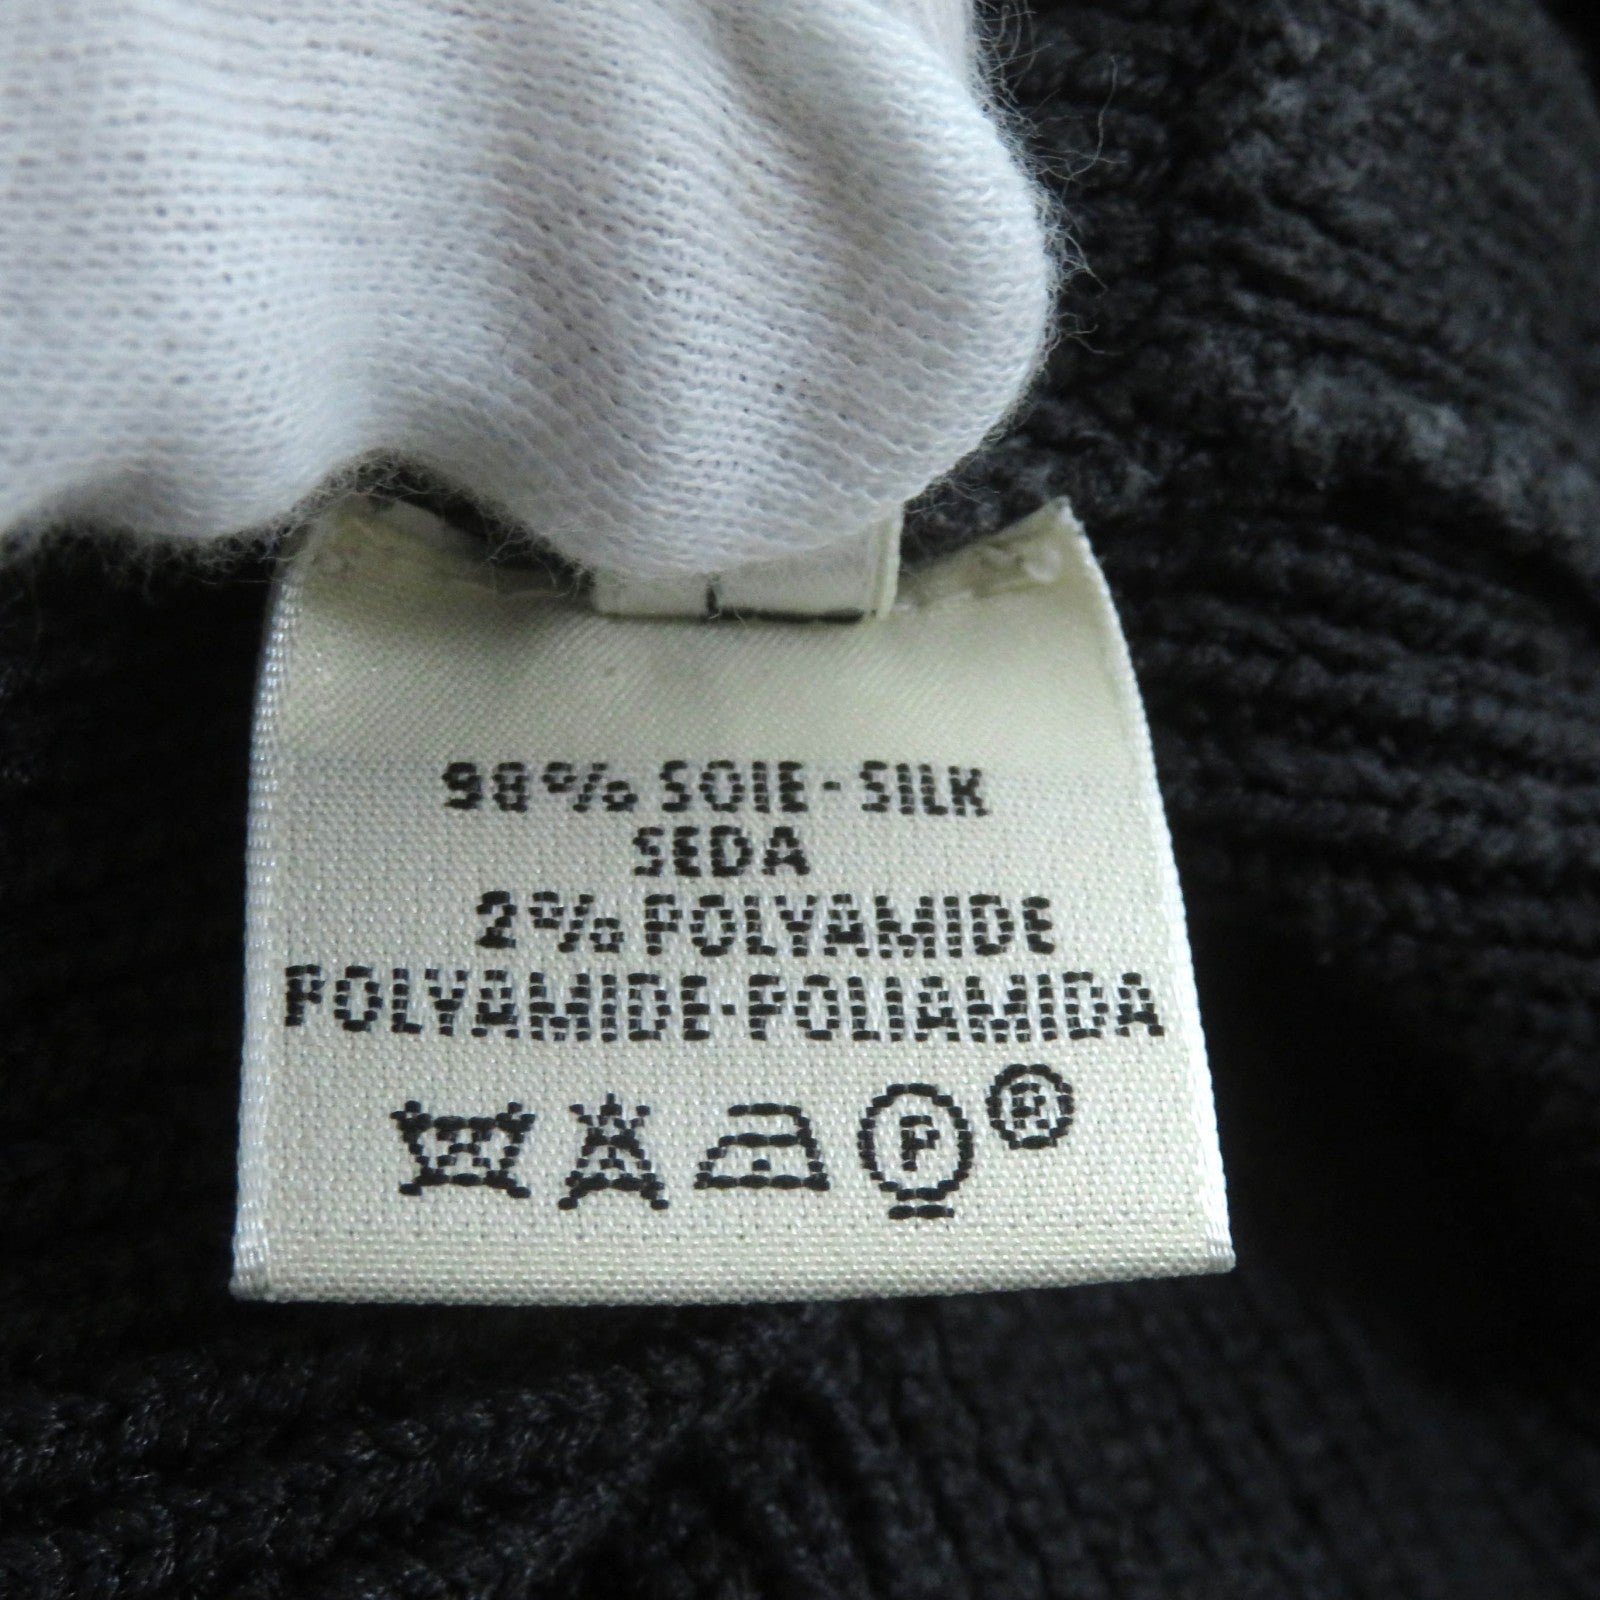 98% SOIE - SILK
SEDA
2% POLYAMIDE
POLYAMIDE-POLIAMIDA
P ®